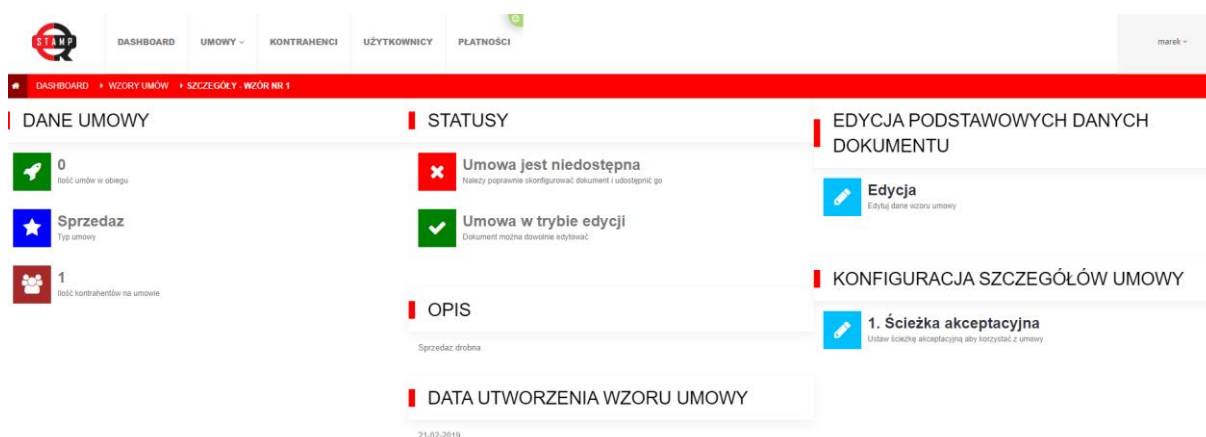 STAMP
DASHBOARD
UMOWY
KONTRAHENCI
UŻYTKOWNICY
PŁATNOŚCI
marek
DASHBOARD
WZORY UMÓW
SZCZEGÓŁY - WZÓR NR 1
DANE UMOWY
0
Ilość umów w obiegu
Sprzedaz
Typ umowy
1
Ilość kontrahentów na umowie
STATUSY
Umowa jest niedostępna
Należy poprawnie skonfigurować dokument i udostępnić go
Umowa w trybie edycji
Dokument można dowolnie edytować
OPIS
Sprzedaz drobna
DATA UTWORZENIA WZORU UMOWY
21-02-2019
EDYCJA PODSTAWOWYCH DANYCH
DOKUMENTU
Edycja
Edytuj dane wzoru umowy
KONFIGURACJA SZCZEGÓŁÓW UMOWY
1. Ścieżka akceptacyjna
Ustaw ścieżkę akceptacyjną aby korzystać z umowy